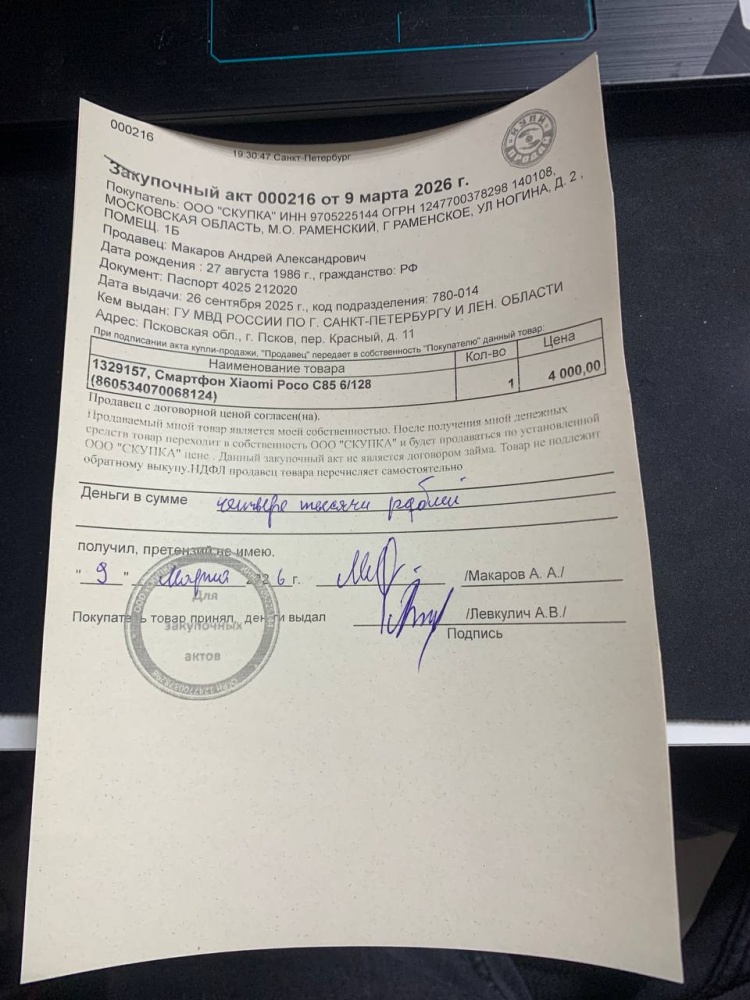 000216
19:30:47 Санкт-Петербург
КУПИ
ПРОДАЙ
Закупочный акт 000216 от 9 марта 2026 г.
Покупатель: ООО "СКУПКА" ИНН 9705225144 ОГРН 1247700378298 140108,
МОСКОВСКАЯ ОБЛАСТЬ, М.О. РАМЕНСКИЙ, Г РАМЕНСКОЕ, УЛ НОГИНА, Д. 2 ,
ПОМЕЩ. 1Б
Продавец: Макаров Андрей Александрович
Дата рождения : 27 августа 1986 г., гражданство: РФ
Документ: Паспорт 4025 212020
Дата выдачи: 26 сентября 2025 г., код подразделения: 780-014
Кем выдан: ГУ МВД РОССИИ ПО Г. САНКТ-ПЕТЕРБУРГУ И ЛЕН. ОБЛАСТИ
Адрес: Псковская обл., г. Псков, пер. Красный, д. 11
При подписании акта купли-продажи, "Продавец" передает в собственность "Покупателю" данный товар:
Наименование товара Кол-во Цена
1329157, Смартфон Xiaomi Poco C85 6/128 1 4 000,00
(860534070068124)
Продавец с договорной ценой согласен(на).
Продаваемый мной товар является моей собственностью. После получения мной денежных
средств товар переходит в собственность ООО "СКУПКА" и будет продаваться по установленной
ООО "СКУПКА" цене . Данный закупочный акт не является договором займа. Товар не подлежит
обратному выкупу.НДФЛ продавец товара перечисляет самостоятельно
Деньги в сумме четыре тысячи рублей
получил, претензий не имею.
" 9 " Марта 2026 г. /Макаров А. А./
Покупатель товар принял, деньги выдал /Левкулич А.В./
Подпись
Для
закупочных
актов